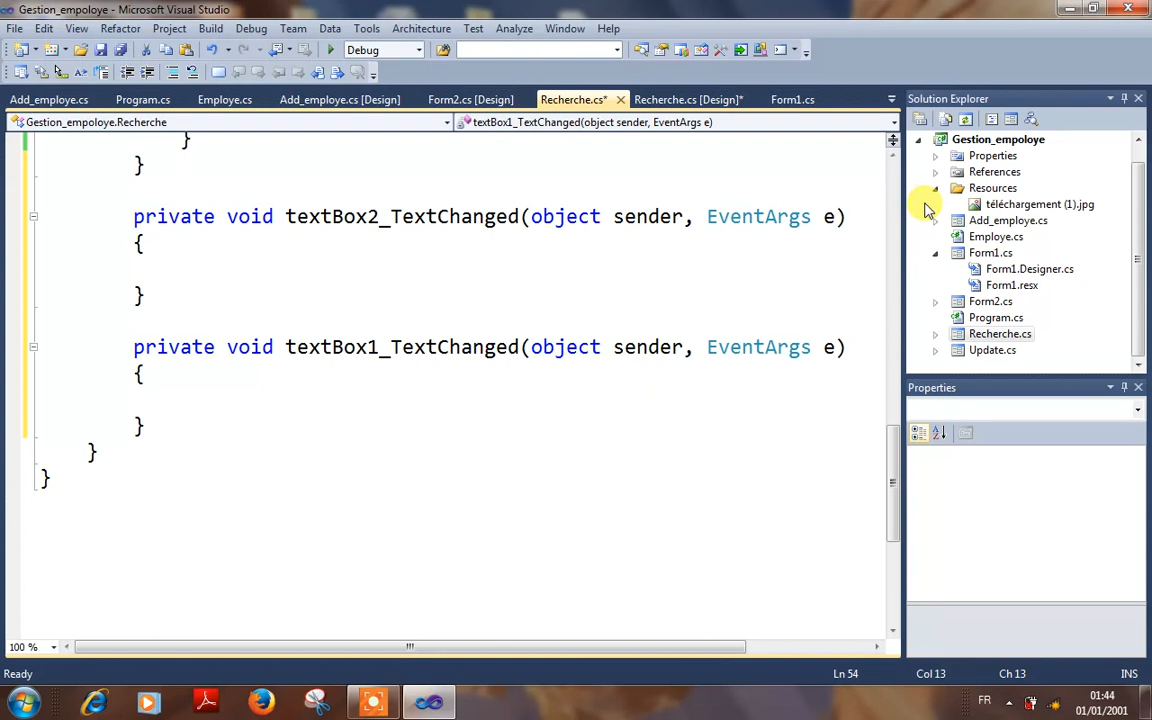 Gestion_empoloye - Microsoft Visual Studio
File Edit View Refactor Project Build Debug Team Data Tools Architecture Test Analyze Window Help
Debug
Add_employe.cs Program.cs Employe.cs Add_employe.cs [Design] Form2.cs [Design] Recherche.cs* Recherche.cs [Design]* Form1.cs
Gestion_empoloye.Recherche textBox1_TextChanged(object sender, EventArgs e)
}
}
private void textBox2_TextChanged(object sender, EventArgs e)
{
}
private void textBox1_TextChanged(object sender, EventArgs e)
{
}
}
}
100 %
Solution Explorer
Gestion_empoloye
Properties
References
Resources
téléchargement (1).jpg
Add_employe.cs
Employe.cs
Form1.cs
Form1.Designer.cs
Form1.resx
Form2.cs
Program.cs
Recherche.cs
Update.cs
Properties
Ready Ln 54 Col 13 Ch 13 INS
FR 01:44
01/01/2001